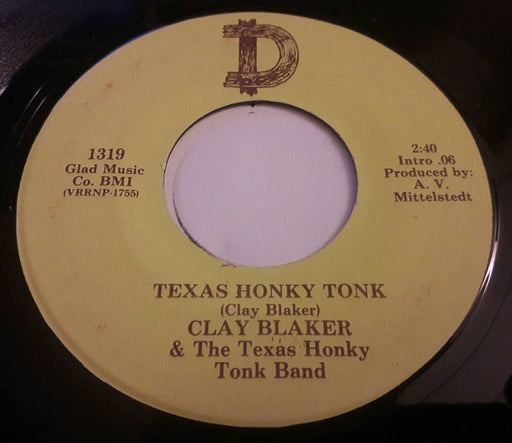 D
1319
Glad Music
Co. BMI
(VRRNP-1755)
2:40
Intro .06
Produced by:
A. V.
Mittelstedt
TEXAS HONKY TONK
(Clay Blaker)
CLAY BLAKER
& The Texas Honky
Tonk Band